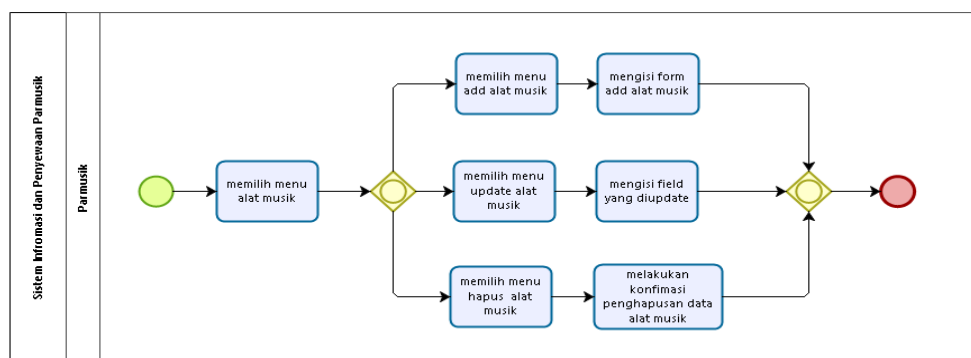 Sistem Infromasi dan Penyewaan Parmusik
Parmusik
memilih menu
alat musik
memilih menu
add alat musik
mengisi form
add alat musik
memilih menu
update alat
musik
mengisi field
yang diupdate
memilih menu
hapus alat
musik
melakukan
konfimasi
penghapusan data
alat musik